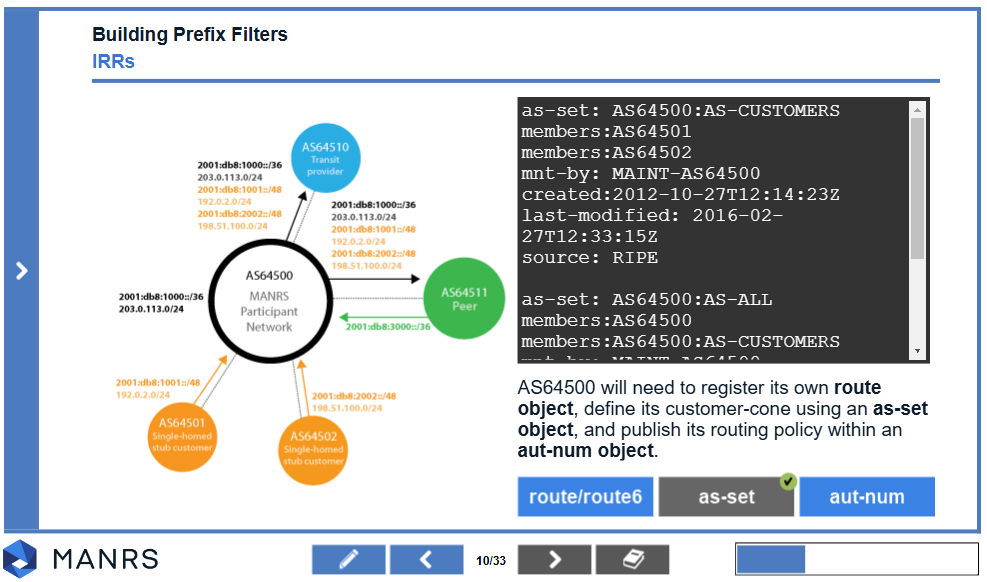 Building Prefix Filters
IRRs
AS64510
Transit
provider
2001:db8:1000::/36
203.0.113.0/24
2001:db8:1001::/48
192.0.2.0/24
2001:db8:2002::/48
198.51.100.0/24
2001:db8:1000::/36
203.0.113.0/24
2001:db8:1001::/48
192.0.2.0/24
2001:db8:2002::/48
198.51.100.0/24
AS64500
MANRS
Participant
Network
2001:db8:1000::/36
203.0.113.0/24
AS64511
Peer
2001:db8:3000::/36
2001:db8:1001::/48
192.0.2.0/24
2001:db8:2002::/48
198.51.100.0/24
AS64501
Single-homed
stub customer
AS64502
Single-homed
stub customer
as-set: AS64500:AS-CUSTOMERS
members:AS64501
members:AS64502
mnt-by: MAINT-AS64500
created:2012-10-27T12:14:23Z
last-modified: 2016-02-
27T12:33:15Z
source: RIPE
as-set: AS64500:AS-ALL
members:AS64500
members:AS64500:AS-CUSTOMERS
mnt-by: MAINT-AS64500
AS64500 will need to register its own route
object, define its customer-cone using an as-set
object, and publish its routing policy within an
aut-num object.
route/route6
as-set
aut-num
MANRS
10/33